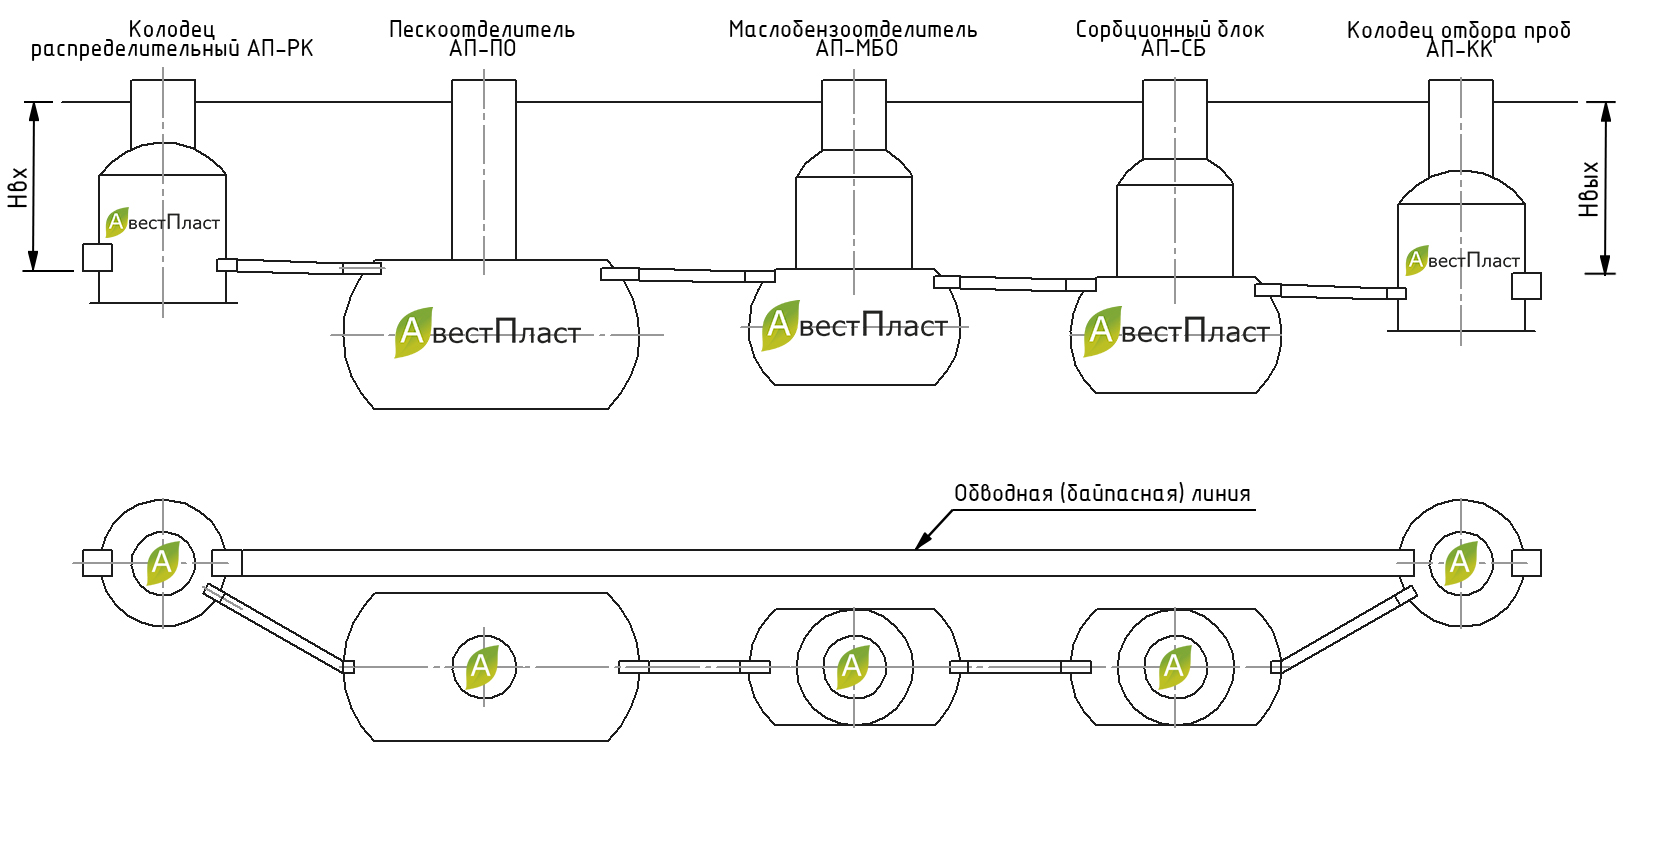 Колодец
распределительный АП-РК
Пескоотделитель
АП-ПО
Маслобензоотделитель
АП-МБО
Сорбционный блок
АП-СБ
Колодец отбора проб
АП-КК
Нвх
Нвых
АвестПласт
АвестПласт
АвестПласт
АвестПласт
АвестПласт
Обводная (байпасная) линия
А
А
А
А
А